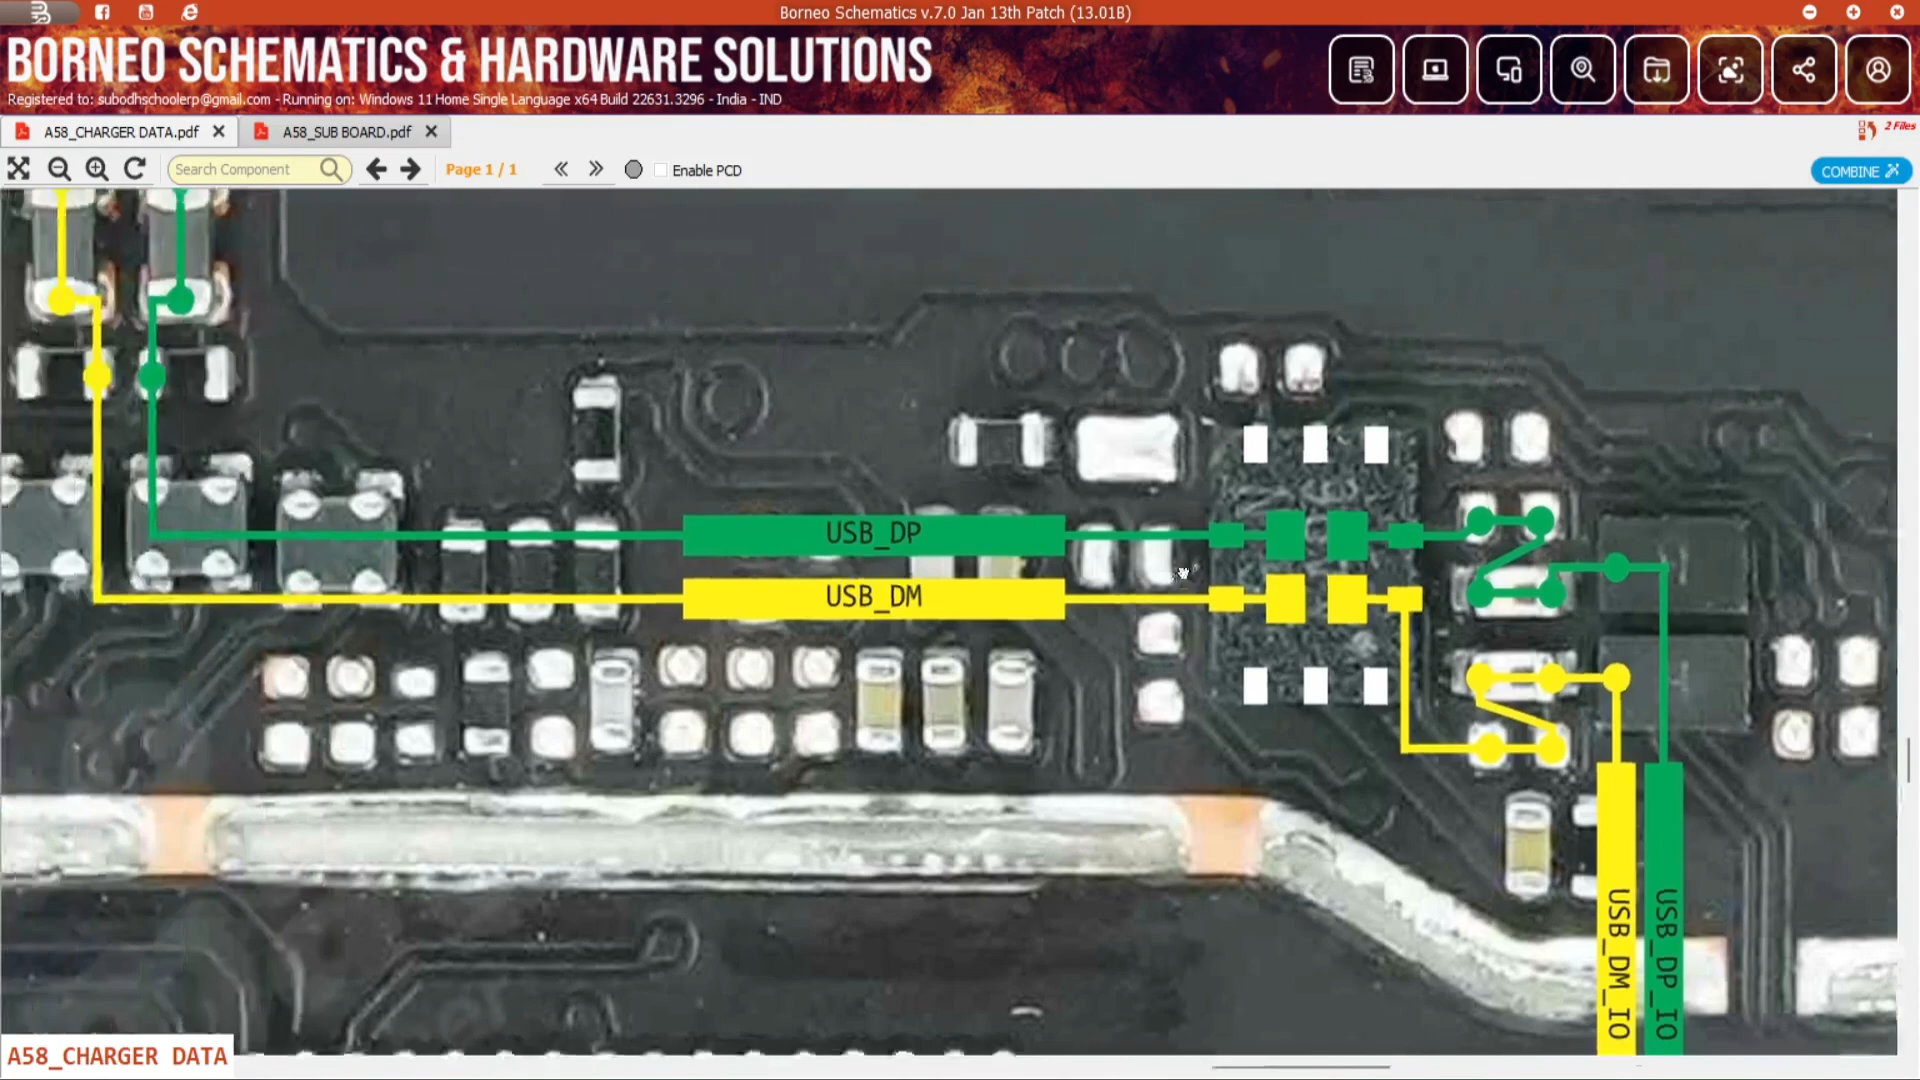 Borneo Schematics v.7.0 Jan 13th Patch (13.01B)
BORNEO SCHEMATICS & HARDWARE SOLUTIONS
Registered to: subodhschoolerp@gmail.com - Running on: Windows 11 Home Single Language x64 Build 22631.3296 - India - IND
A58_CHARGER DATA.pdf
A58_SUB BOARD.pdf
2 Files
Search Component
Page 1 / 1
Enable PCD
COMBINE
USB_DP
USB_DM
USB_DM_IO
USB_DP_IO
A58_CHARGER DATA